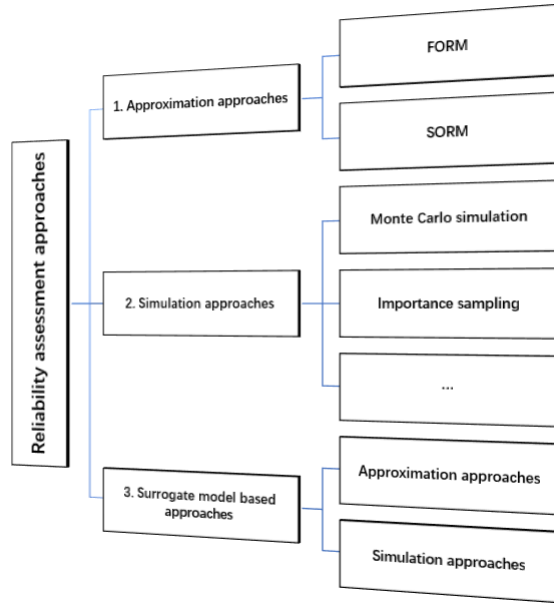 Reliability assessment approaches
1. Approximation approaches
FORM
SORM
2. Simulation approaches
Monte Carlo simulation
Importance sampling
...
3. Surrogate model based
approaches
Approximation approaches
Simulation approaches